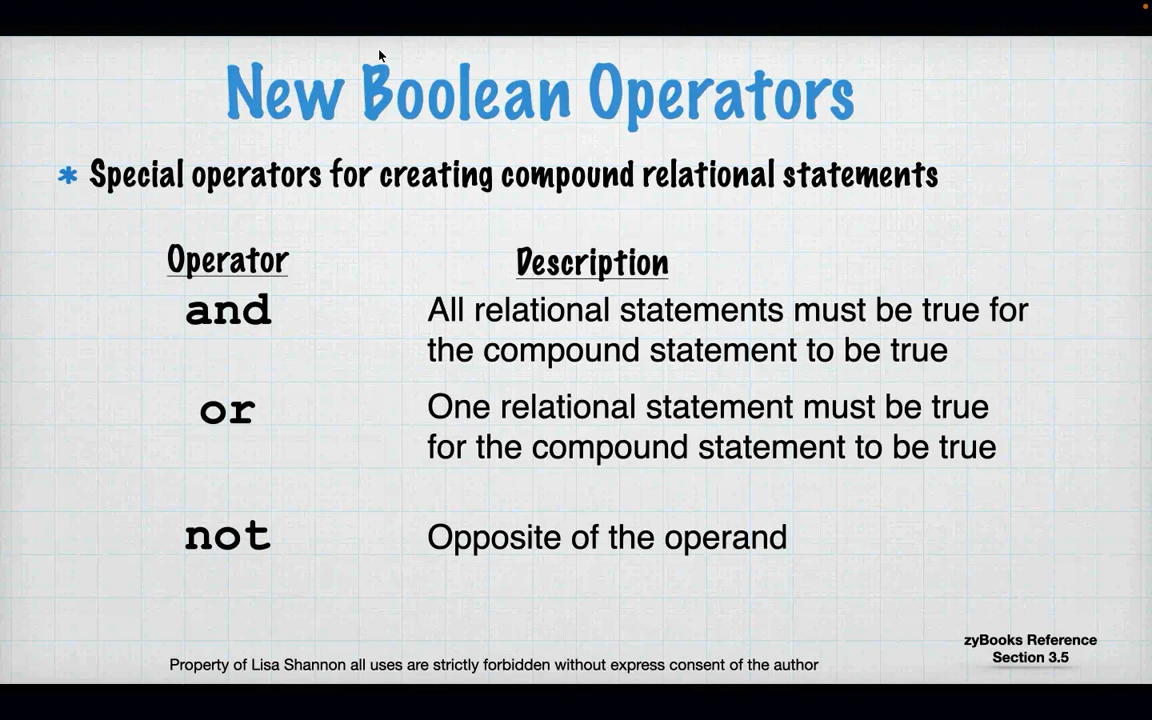 New Boolean Operators
* Special operators for creating compound relational statements
Operator Description
and All relational statements must be true for
the compound statement to be true
or One relational statement must be true
for the compound statement to be true
not Opposite of the operand
zyBooks Reference
Section 3.5
Property of Lisa Shannon all uses are strictly forbidden without express consent of the author